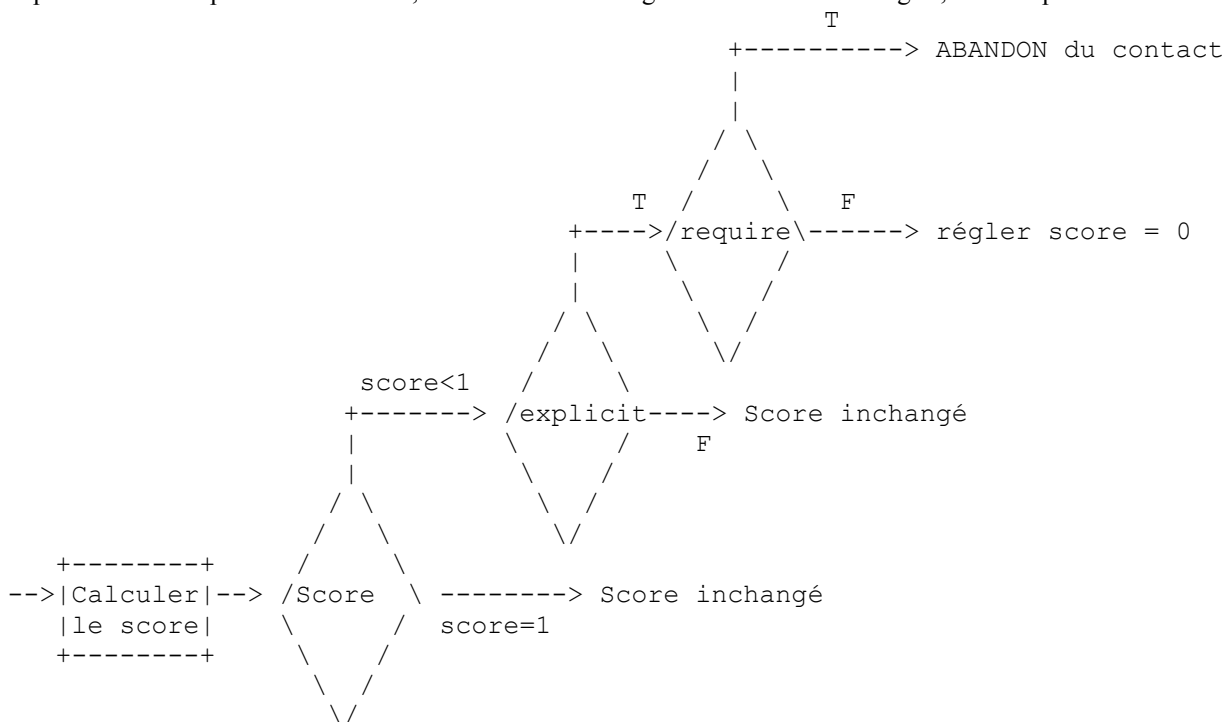 T
+----------> ABANDON du contact
|
|
/ \
/ \
T / \ F
+---->/require\------> régler score = 0
| \ /
| \ /
/ \ \ /
/ \ \/
score<1 / \
+-------> /explicit----> Score inchangé
| \ / F
| \ /
/ \ \ /
/ \ \/
+--------+ / \
-->|Calculer|--> /Score \ --------> Score inchangé
|le score| \ / score=1
+--------+ \ /
\ /
\/